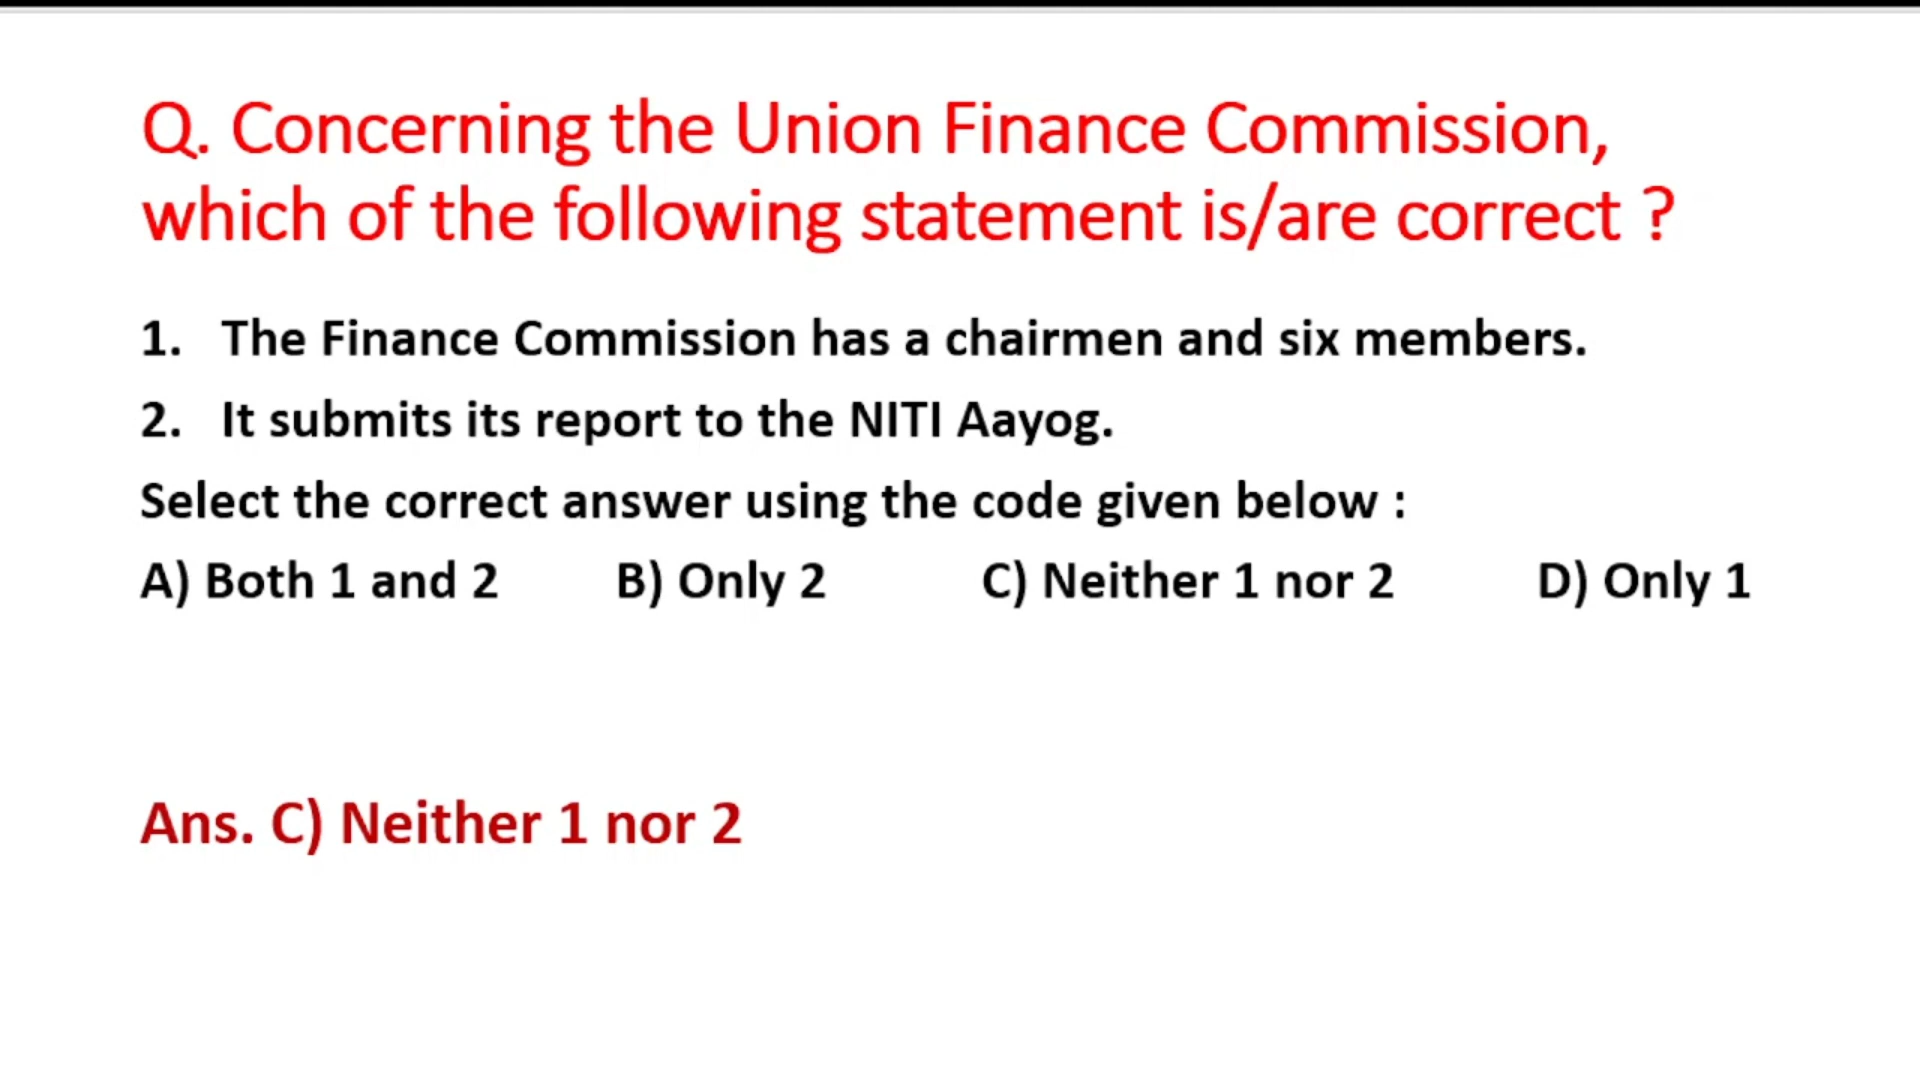 Q. Concerning the Union Finance Commission,
which of the following statement is/are correct ?
1. The Finance Commission has a chairmen and six members.
2. It submits its report to the NITI Aayog.
Select the correct answer using the code given below :
A) Both 1 and 2 B) Only 2 C) Neither 1 nor 2 D) Only 1
Ans. C) Neither 1 nor 2